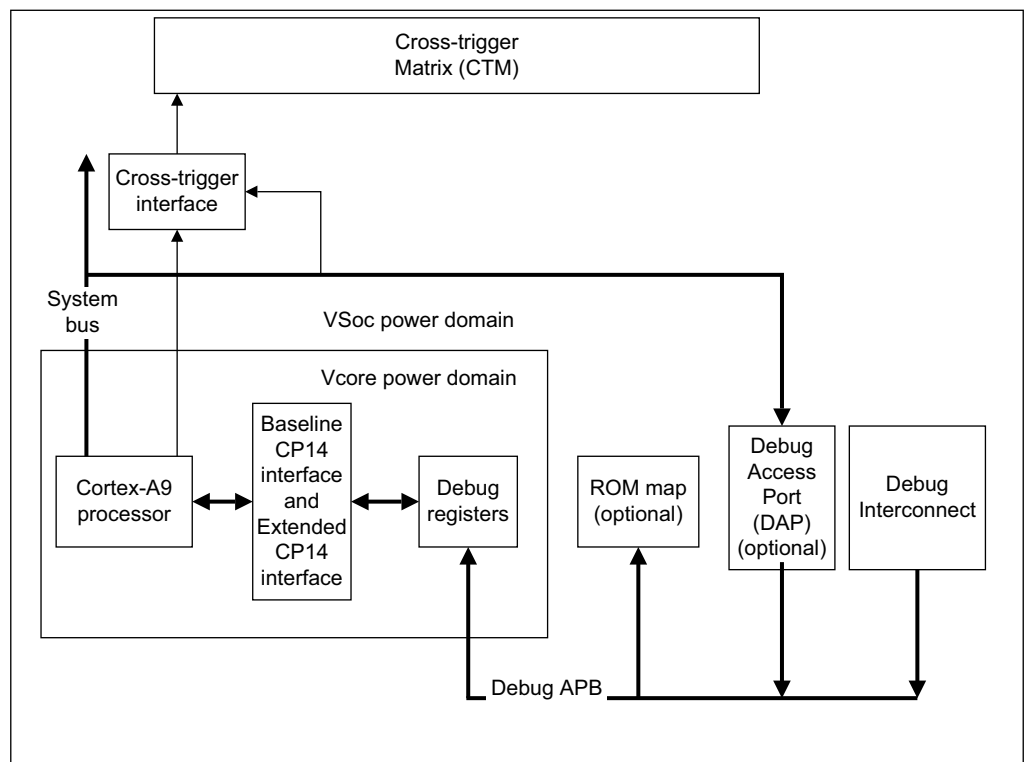 Cross-trigger
Matrix (CTM)
Cross-trigger
interface
System
bus
VSoc power domain
Vcore power domain
Cortex-A9
processor
Baseline
CP14
interface
and
Extended
CP14
interface
Debug
registers
ROM map
(optional)
Debug
Access
Port
(DAP)
(optional)
Debug
Interconnect
Debug APB